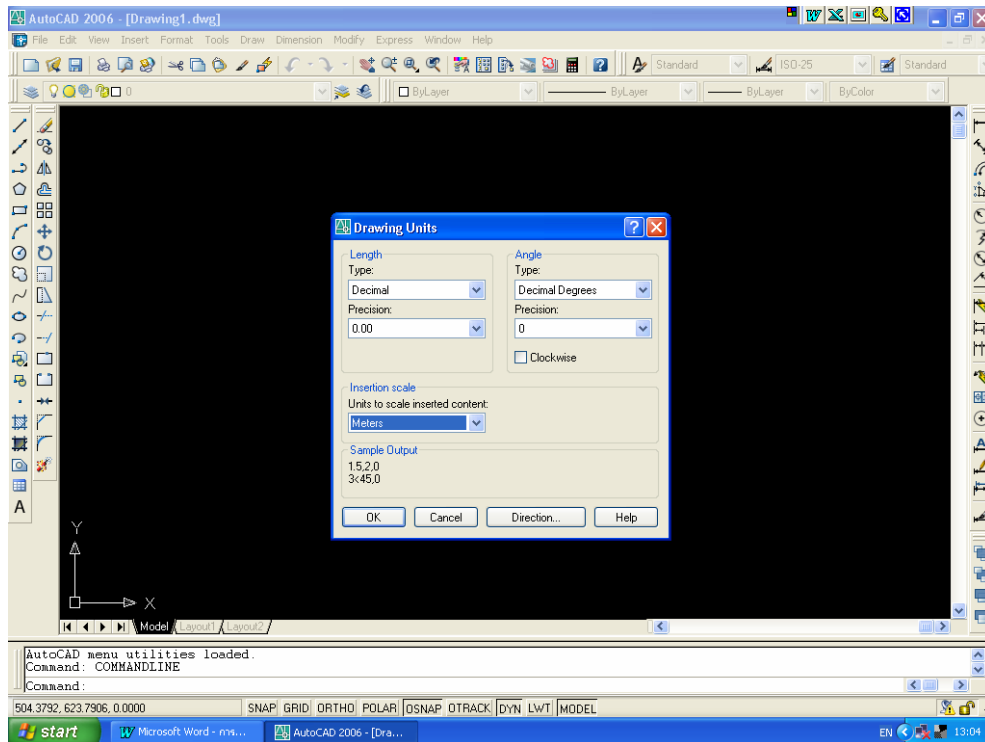 AutoCAD 2006 - [Drawing1.dwg]
File Edit View Insert Format Tools Draw Dimension Modify Express Window Help
Standard ISO-25 Standard
0 ByLayer ByLayer ByLayer ByColor
Drawing Units
Length
Type:
Decimal
Precision:
0.00
Angle
Type:
Decimal Degrees
Precision:
0
Clockwise
Insertion scale
Units to scale inserted content:
Meters
Sample Output
1.5,2,0
3<45,0
OK Cancel Direction... Help
Y
X
Model Layout1 Layout2
AutoCAD menu utilities loaded.
Command: COMMANDLINE
Command:
504.3792, 623.7906, 0.0000 SNAP GRID ORTHO POLAR OSNAP OTRACK DYN LWT MODEL
start Microsoft Word - การ... AutoCAD 2006 - [Dra... EN 13:04